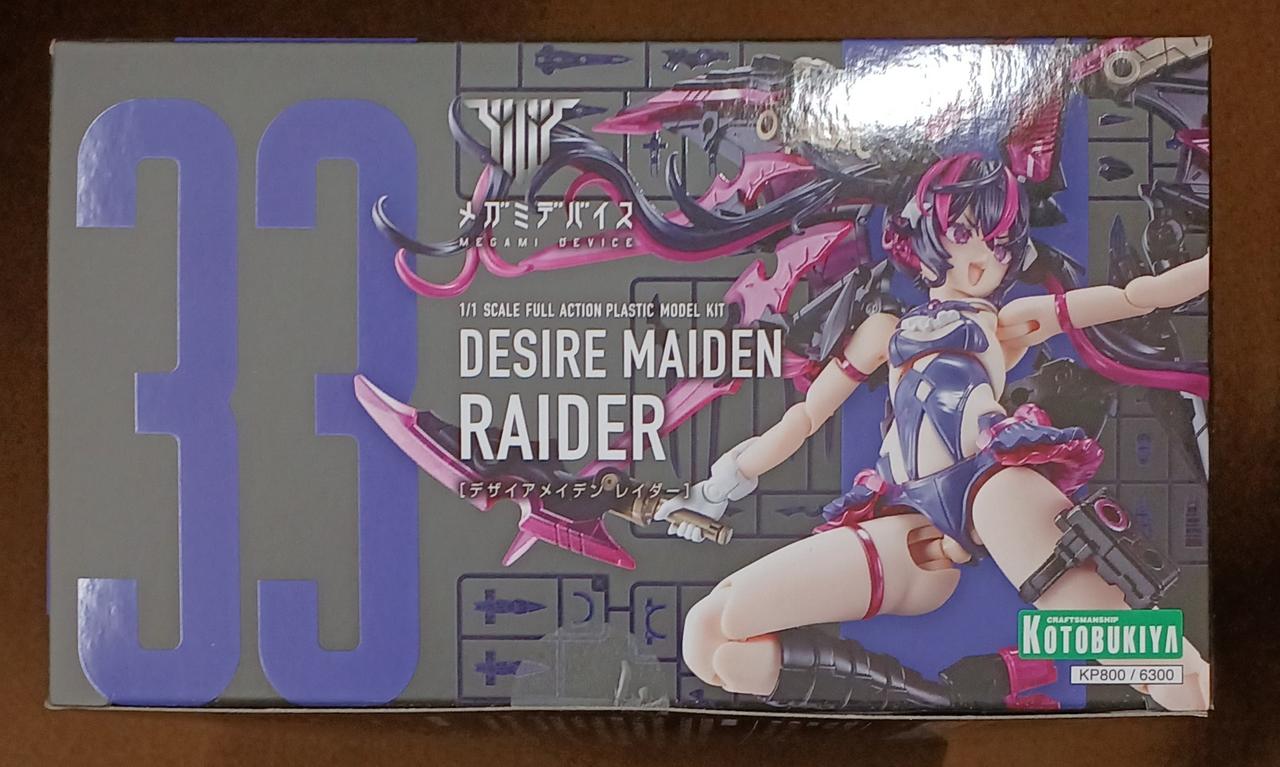 33
メガミデバイス
MEGAMI DEVICE
1/1 SCALE FULL ACTION PLASTIC MODEL KIT
DESIRE MAIDEN
RAIDER
[デザイアメイデン レイダー]
CRAFTSMANSHIP
KOTOBUKIYA
KP800 / 6300